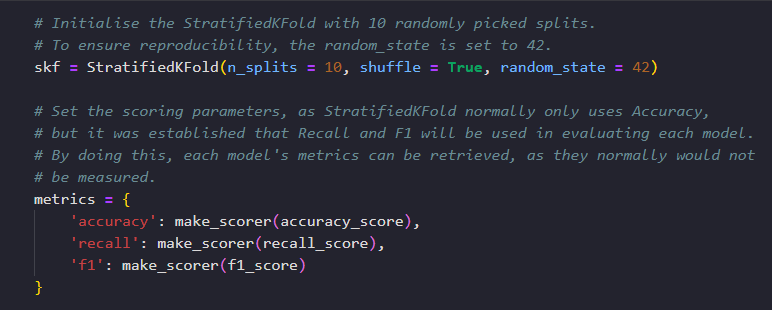 # Initialise the StratifiedKFold with 10 randomly picked splits.
# To ensure reproducibility, the random_state is set to 42.
skf = StratifiedKFold(n_splits = 10, shuffle = True, random_state = 42)
# Set the scoring parameters, as StratifiedKFold normally only uses Accuracy,
# but it was established that Recall and F1 will be used in evaluating each model.
# By doing this, each model's metrics can be retrieved, as they normally would not
# be measured.
metrics = {
    'accuracy': make_scorer(accuracy_score),
    'recall': make_scorer(recall_score),
    'f1': make_scorer(f1_score)
}